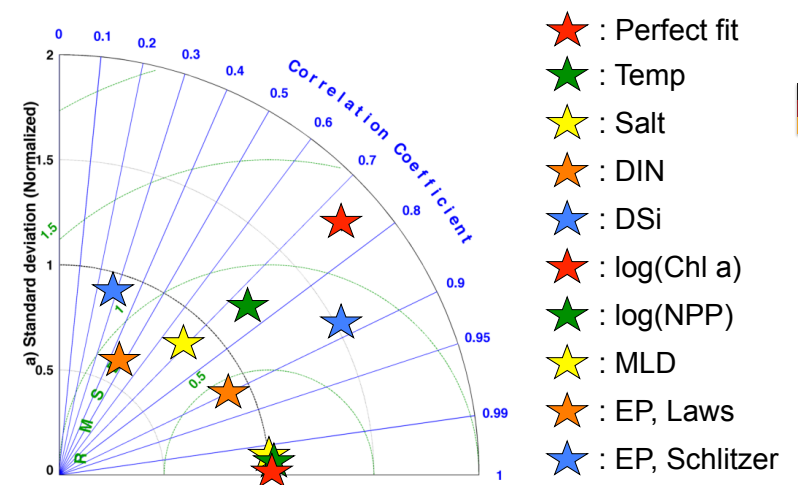 0
0.1
0.2
0.3
0.4
0.5
0.6
0.7
0.8
0.9
0.95
0.99
1
Correlation Coefficient
a) Standard deviation (Normalized)
2
1.5
1
0.5
0
1.5
1
0.5
R M S
: Perfect fit
: Temp
: Salt
: DIN
: DSi
: log(Chl a)
: log(NPP)
: MLD
: EP, Laws
: EP, Schlitzer